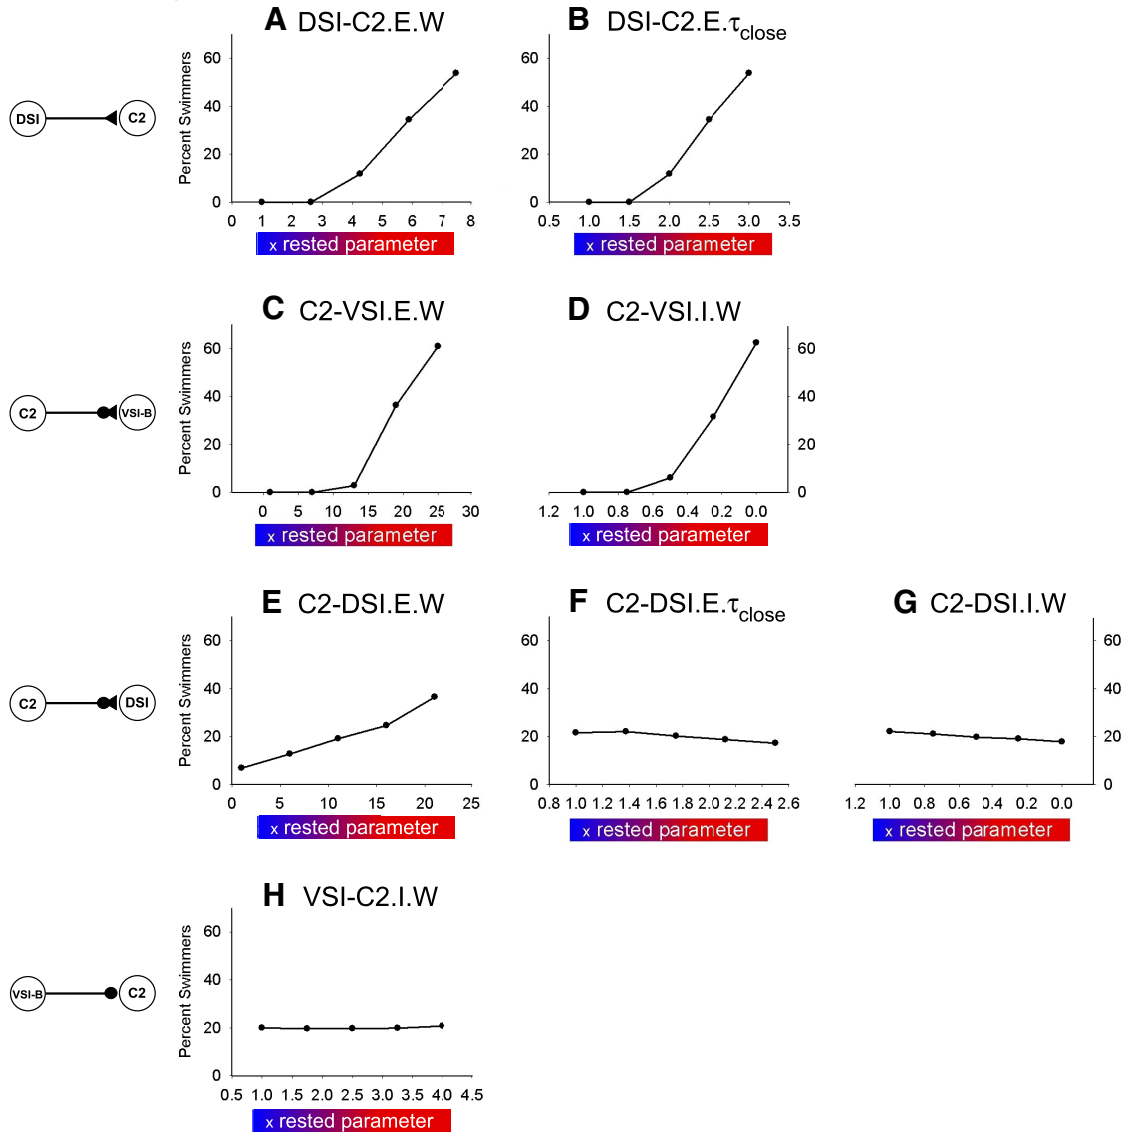 A DSI-C2.E.W
B DSI-C2.E.τclose
DSI
C2
Percent Swimmers
60
40
20
0
0 1 2 3 4 5 6 7 8
x rested parameter
60
40
20
0
0.5 1.0 1.5 2.0 2.5 3.0 3.5
x rested parameter
C C2-VSI.E.W
D C2-VSI.I.W
C2
VSI-B
Percent Swimmers
60
40
20
0
0 5 10 15 20 25 30
x rested parameter
60
40
20
0
1.2 1.0 0.8 0.6 0.4 0.2 0.0
x rested parameter
E C2-DSI.E.W
F C2-DSI.E.τclose
G C2-DSI.I.W
C2
DSI
Percent Swimmers
60
40
20
0
0 5 10 15 20 25
x rested parameter
60
40
20
0
0.8 1.0 1.2 1.4 1.6 1.8 2.0 2.2 2.4 2.6
x rested parameter
60
40
20
0
1.2 1.0 0.8 0.6 0.4 0.2 0.0
x rested parameter
H VSI-C2.I.W
VSI-B
C2
Percent Swimmers
60
40
20
0
0.5 1.0 1.5 2.0 2.5 3.0 3.5 4.0 4.5
x rested parameter